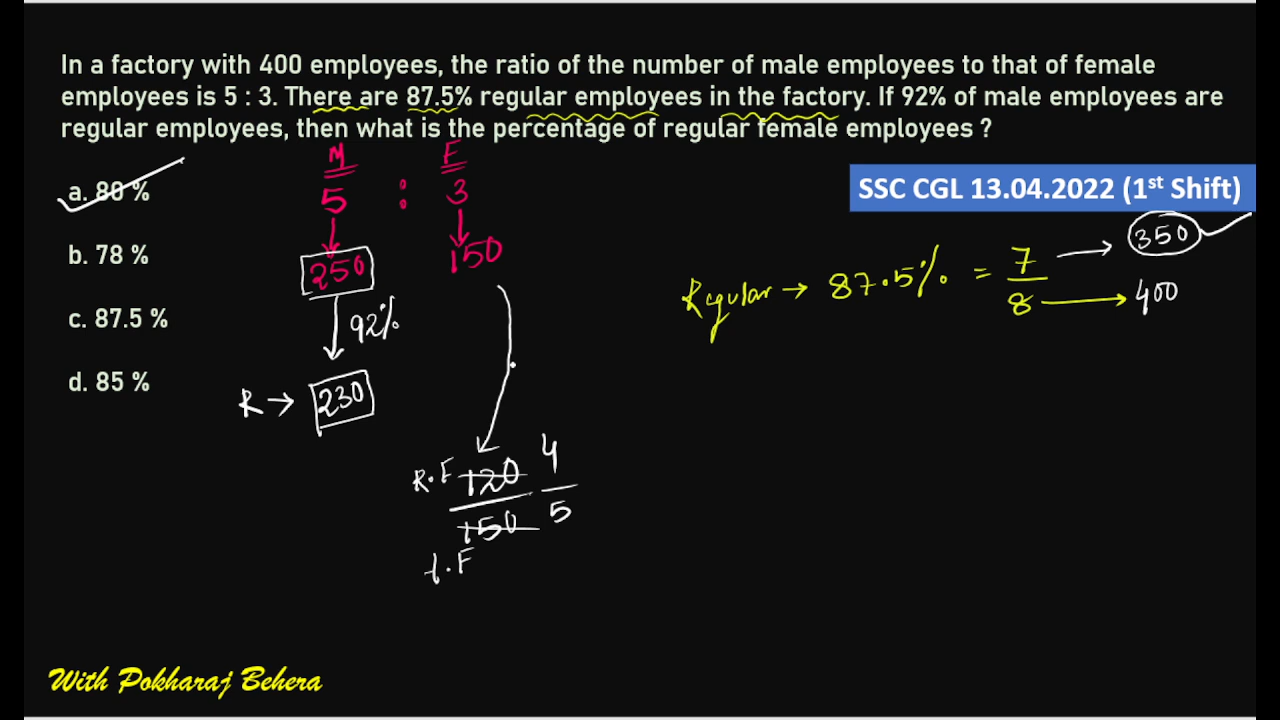 In a factory with 400 employees, the ratio of the number of male employees to that of female
employees is 5 : 3. There are 87.5% regular employees in the factory. If 92% of male employees are
regular employees, then what is the percentage of regular female employees ?
a. 80 %
b. 78 %
c. 87.5 %
d. 85 %
SSC CGL 13.04.2022 (1st Shift)
M F
5 : 3
250 150
92%
R → 230
R.F 120 4
150 5
t.F
Regular → 87.5% = 7 → 350
8 → 400
With Pokharaj Behera